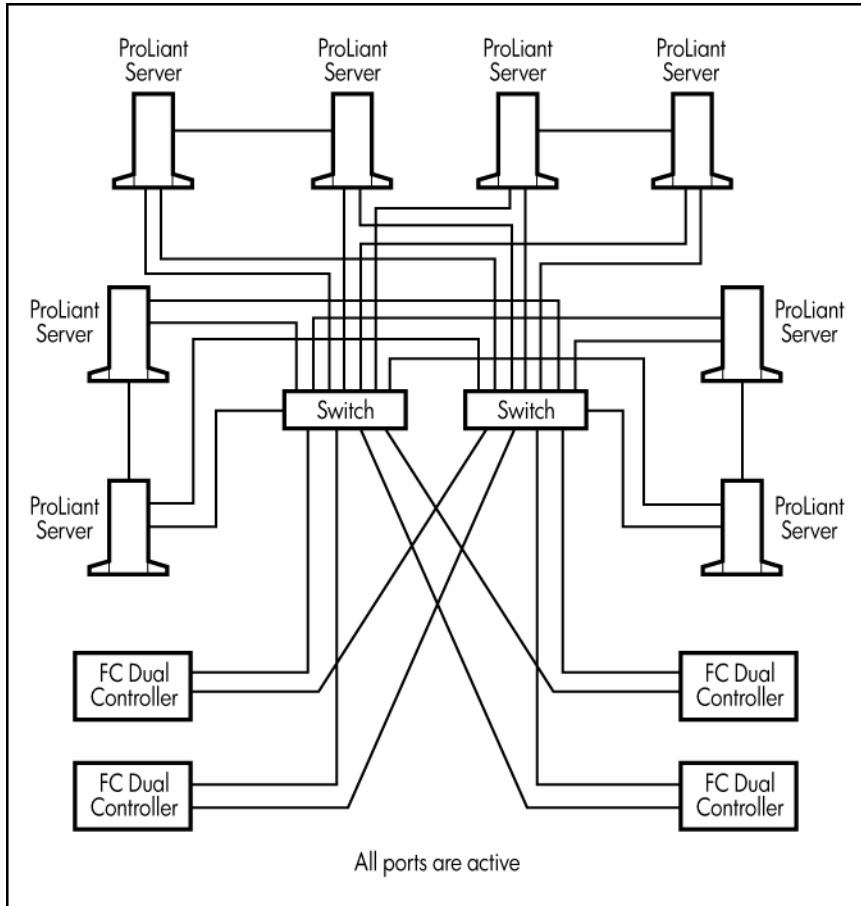 ProLiant
Server
ProLiant
Server
ProLiant
Server
ProLiant
Server
ProLiant
Server
ProLiant
Server
Switch
Switch
ProLiant
Server
ProLiant
Server
FC Dual
Controller
FC Dual
Controller
FC Dual
Controller
FC Dual
Controller
All ports are active